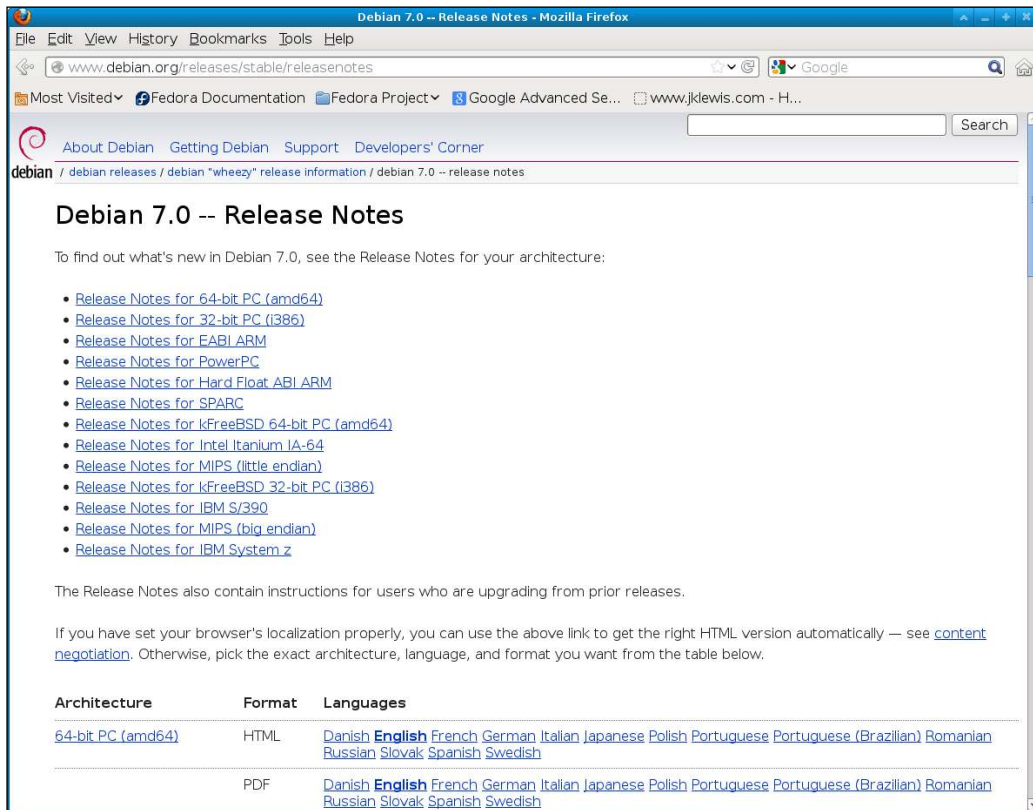 Debian 7.0 -- Release Notes - Mozilla Firefox
File Edit View History Bookmarks Tools Help
www.debian.org/releases/stable/releasenotes
Google
Most Visited Fedora Documentation Fedora Project Google Advanced Se... www.jklewis.com - H...
Search
About Debian Getting Debian Support Developers' Corner
debian / debian releases / debian "wheezy" release information / debian 7.0 -- release notes
Debian 7.0 -- Release Notes
To find out what's new in Debian 7.0, see the Release Notes for your architecture:
• Release Notes for 64-bit PC (amd64)
• Release Notes for 32-bit PC (i386)
• Release Notes for EABI ARM
• Release Notes for PowerPC
• Release Notes for Hard Float ABI ARM
• Release Notes for SPARC
• Release Notes for kFreeBSD 64-bit PC (amd64)
• Release Notes for Intel Itanium IA-64
• Release Notes for MIPS (little endian)
• Release Notes for kFreeBSD 32-bit PC (i386)
• Release Notes for IBM S/390
• Release Notes for MIPS (big endian)
• Release Notes for IBM System z
The Release Notes also contain instructions for users who are upgrading from prior releases.
If you have set your browser's localization properly, you can use the above link to get the right HTML version automatically — see content
negotiation. Otherwise, pick the exact architecture, language, and format you want from the table below.
Architecture Format Languages
64-bit PC (amd64) HTML Danish English French German Italian Japanese Polish Portuguese Portuguese (Brazilian) Romanian
Russian Slovak Spanish Swedish
PDF Danish English French German Italian Japanese Polish Portuguese Portuguese (Brazilian) Romanian
Russian Slovak Spanish Swedish